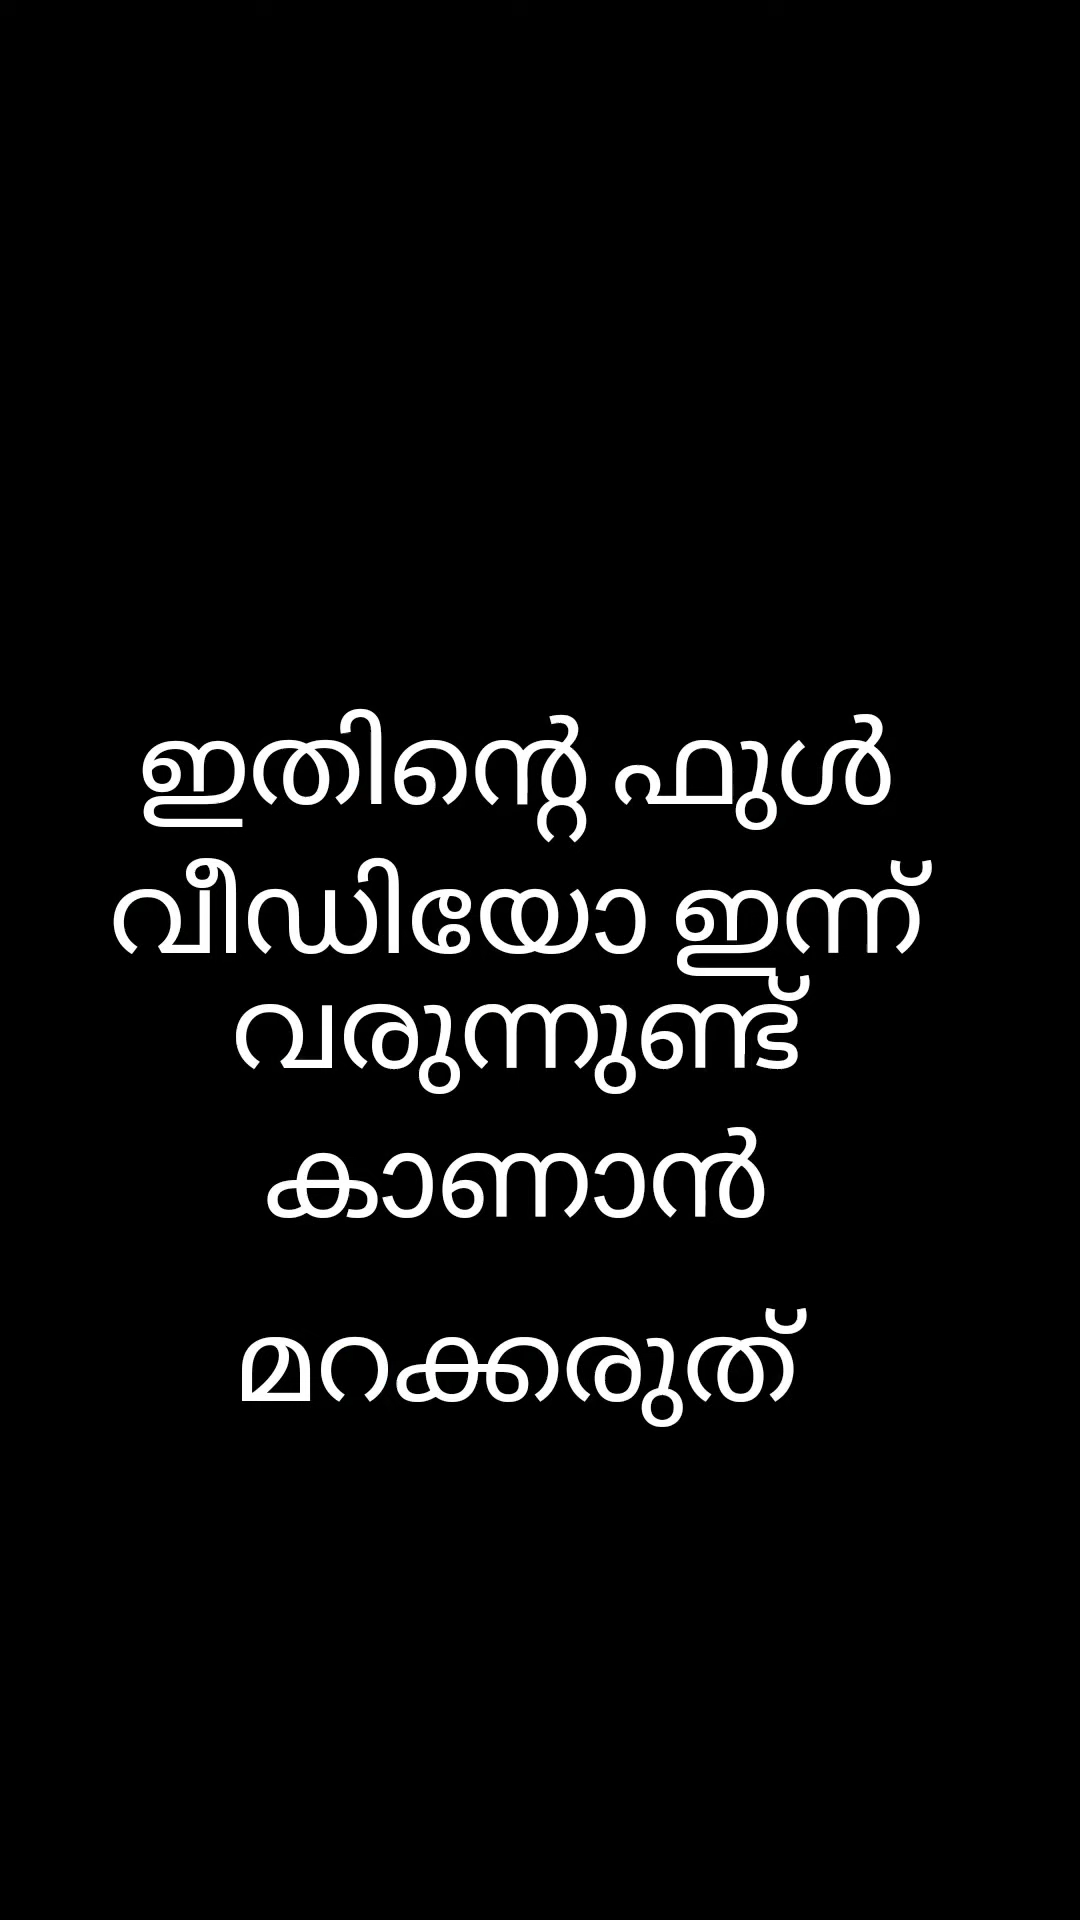 ഇതിന്റെ ഫുൾ
വീഡിയോ ഇന്ന്
വരുന്നുണ്ട്
കാണാൻ
മറക്കരുത്